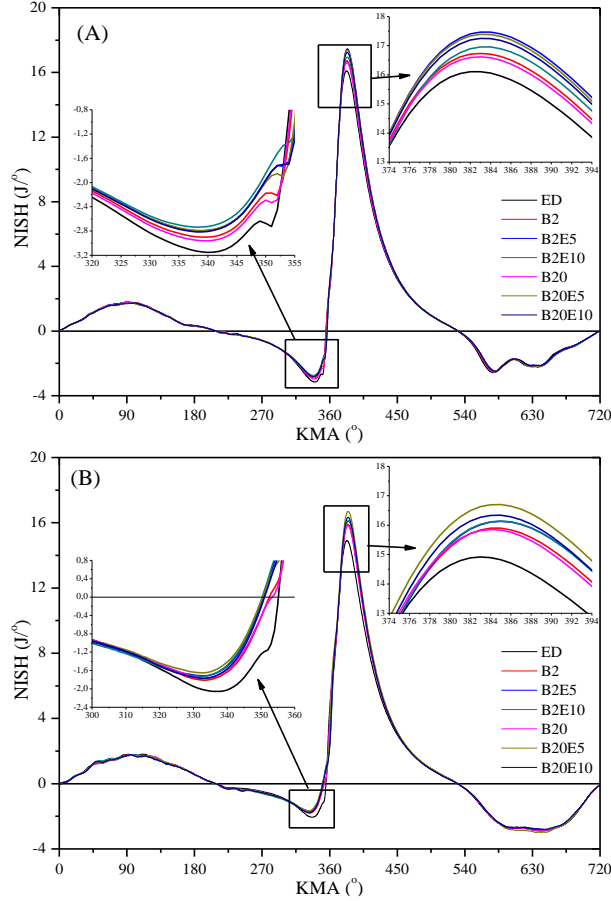 (A)
NISH (J/°)
20
16
12
8
4
0
-4
0 90 180 270 360 450 540 630 720
KMA (°)
-0,8
-1,2
-1,6
-2,0
-2,4
-2,8
-3,2
320 325 330 335 340 345 350 355
18
17
16
15
14
13
374 376 378 380 382 384 386 388 390 392 394
ED
B2
B2E5
B2E10
B20
B20E5
B20E10
(B)
NISH (J/°)
20
16
12
8
4
0
-4
0 90 180 270 360 450 540 630 720
KMA (°)
0,8
0,4
0,0
-0,4
-0,8
-1,2
-1,6
-2,0
-2,4
300 310 320 330 340 350 360
18
17
16
15
14
13
374 376 378 380 382 384 386 388 390 392 394
ED
B2
B2E5
B2E10
B20
B20E5
B20E10